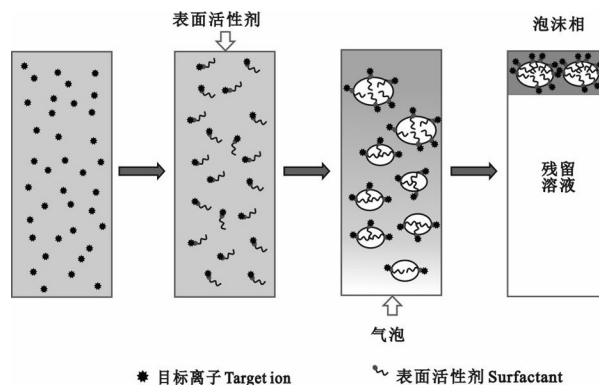 表面活性剂
泡沫相
残留
溶液
气泡
目标离子 Target ion
表面活性剂 Surfactant